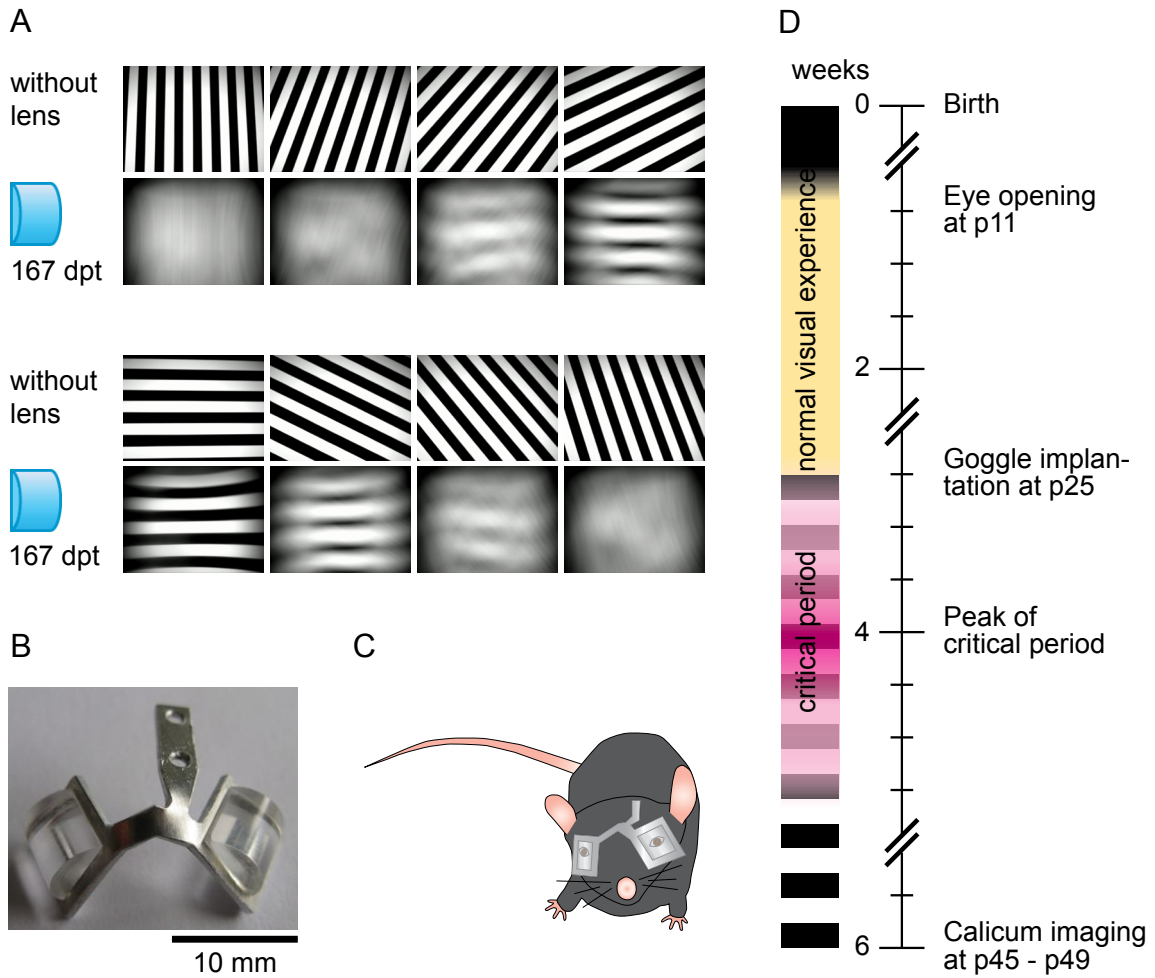 A
without
lens
167 dpt
without
lens
167 dpt
B
10 mm
C
D
weeks
0
Birth
Eye opening
at p11
normal visual experience
2
Goggle implan-
tation at p25
critical period
4
Peak of
critical period
6
Calicum imaging
at p45 - p49